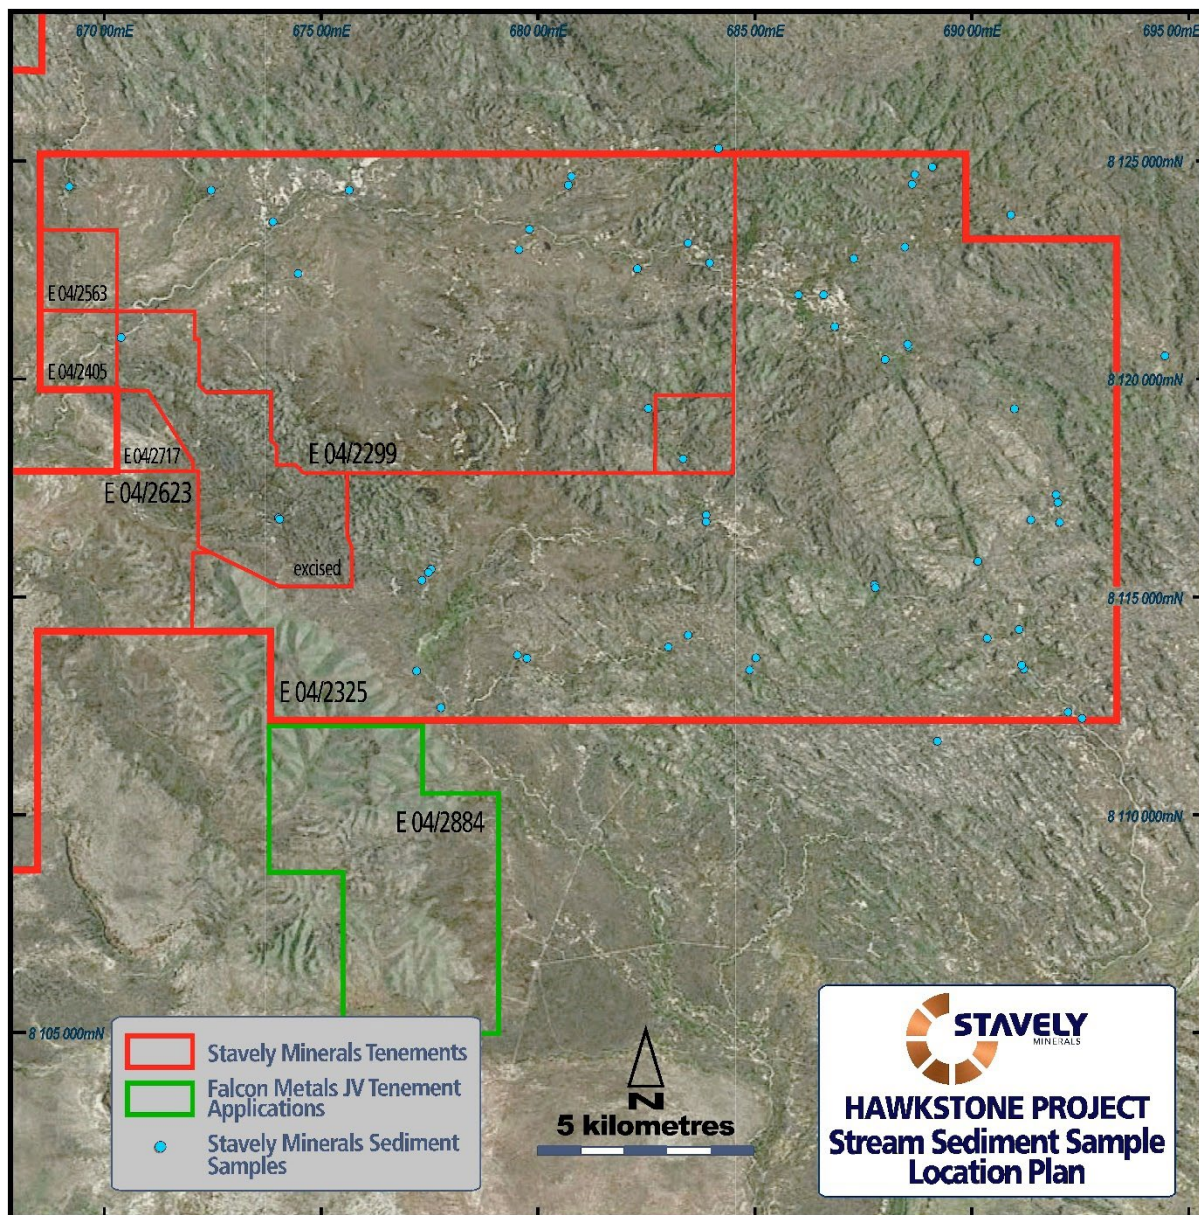 670 00mE
675 00mE
680 00mE
685 00mE
690 00mE
695 00m
8 125 000mN
E 04/2563
E 04/2405
8 120 000mN
E 04/2717
E 04/2299
E 04/2623
excised
8 115 000mN
E 04/2325
E 04/2884
8 110 000mN
8 105 000mN
Stavely Minerals Tenements
Falcon Metals JV Tenement
Applications
Stavely Minerals Sediment
Samples
N
5 kilometres
STAVELY
MINERALS
HAWKSTONE PROJECT
Stream Sediment Sample
Location Plan